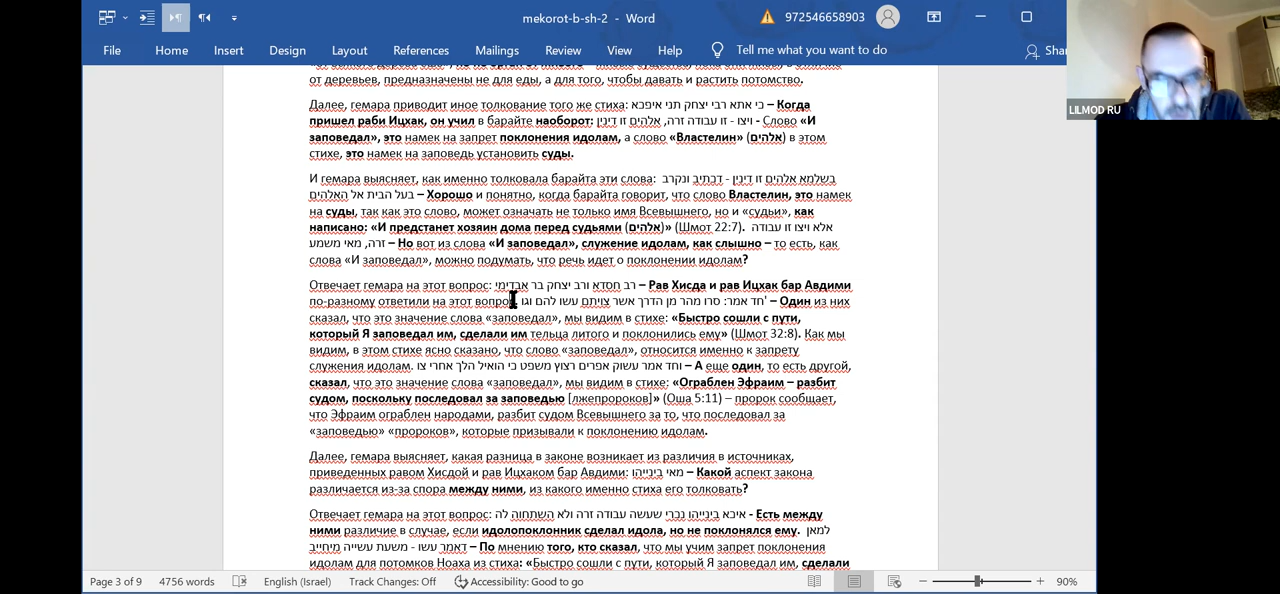 mekorot-b-sh-2 - Word
972546658903
File Home Insert Design Layout References Mailings Review View Help Tell me what you want to do Shar
LILMOD RU
от деревьев, предназначены не для еды, а для того, чтобы давать и растить потомство.
Далее, гемара приводит иное толкование того же стиха: כי אתא רבי יצחק תני איפכא – Когда
пришел раби Ицхак, он учил в барайте наоборот: ויצו - זו עבודה זרה, אלהים זו דינין - Слово «И
заповедал», это намек на запрет поклонения идолам, а слово «Властелин» (אלהים) в этом
стихе, это намек на заповедь установить суды.
И гемара выясняет, как именно толковала барайта эти слова: בשלמא אלהים זו דינין - דכתיב ונקרב
בעל הבית אל האלהים – Хорошо и понятно, когда барайта говорит, что слово Властелин, это намек
на суды, так как это слово, может означать не только имя Всевышнего, но и «судьи», как
написано: «И предстанет хозяин дома перед судьями (אלהים)» (Шмот 22:7). אלא ויצו זו עבודה
זרה, מאי משמע – Но вот из слова «И заповедал», служение идолам, как слышно – то есть, как
слова «И заповедал», можно подумать, что речь идет о поклонении идолам?
Отвечает гемара на этот вопрос: רב חסדא ורב יצחק בר אבדימי – Рав Хисда и рав Ицхак бар Авдими
по-разному ответили на этот вопрос חד אמר: סרו מהר מן הדרך אשר צויתם עשו להם וגו' – Один из них
сказал, что это значение слова «заповедал», мы видим в стихе: «Быстро сошли с пути,
который Я заповедал им, сделали им тельца литого и поклонились ему» (Шмот 32:8). Как мы
видим, в этом стихе ясно сказано, что слово «заповедал», относится именно к запрету
служения идолам. וחד אמר עשוק אפרים רצוץ משפט כי הואיל הלך אחרי צו – А еще один, то есть другой,
сказал, что это значение слова «заповедал», мы видим в стихе: «Ограблен Эфраим – разбит
судом, поскольку последовал за заповедью [лжепророков]» (Оша 5:11) – пророк сообщает,
что Эфраим ограблен народами, разбит судом Всевышнего за то, что последовал за
«заповедью» «пророков», которые призывали к поклонению идолам.
Далее, гемара выясняет, какая разница в законе возникает из различия в источниках,
приведенных равом Хисдой и рав Ицхаком бар Авдими: מאי בינייהו – Какой аспект закона
различается из-за спора между ними, из какого именно стиха его толковать?
Отвечает гемара на этот вопрос: איכא בינייהו נכרי שעשה עבודה זרה ולא השתחוה לה - Есть между
ними различие в случае, если идолопоклонник сделал идола, но не поклонялся ему. למאן
דאמר עשו - משעת עשייה מיחייב – По мнению того, кто сказал, что мы учим запрет поклонения
идолам для потомков Ноаха из стиха: «Быстро сошли с пути, который Я заповедал им, сделали
Page 3 of 9 4756 words English (Israel) Track Changes: Off Accessibility: Good to go 90%